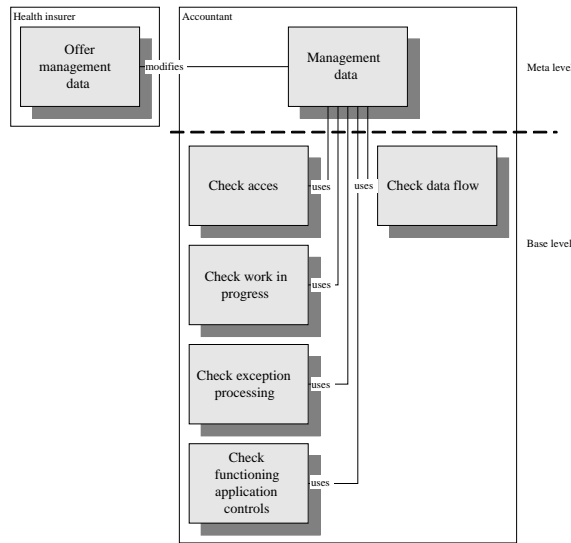 Health insurer
Accountant
Offer
management
data
modifies
Management
data
Meta level
Check acces
uses
uses
Check data flow
Base level
Check work in
progress
uses
Check exception
processing
uses
Check
functioning
application
controls
uses